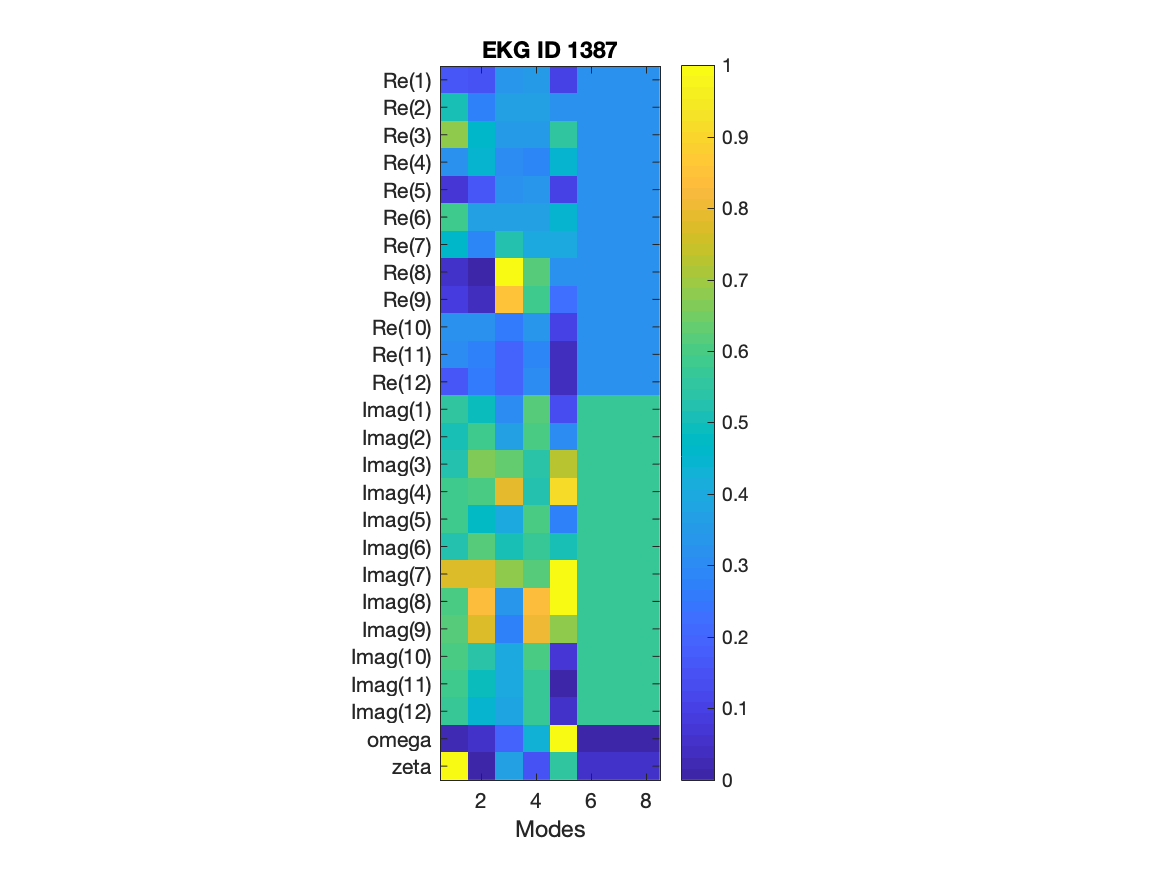 EKG ID 1387
Re(1)
Re(2)
Re(3)
Re(4)
Re(5)
Re(6)
Re(7)
Re(8)
Re(9)
Re(10)
Re(11)
Re(12)
Imag(1)
Imag(2)
Imag(3)
Imag(4)
Imag(5)
Imag(6)
Imag(7)
Imag(8)
Imag(9)
Imag(10)
Imag(11)
Imag(12)
omega
zeta
2 4 6 8
Modes
1
0.9
0.8
0.7
0.6
0.5
0.4
0.3
0.2
0.1
0